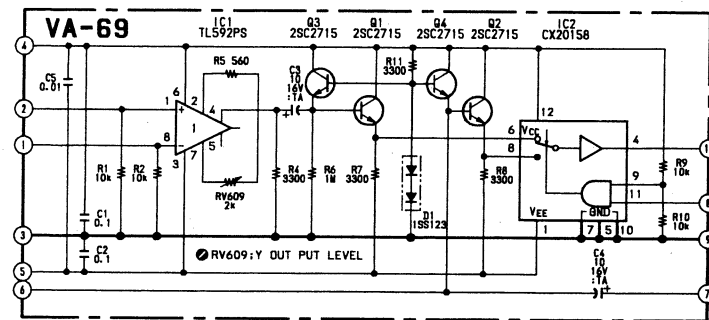 VA-69
IC1
TL592PS
Q3
2SC2715
Q1
2SC2715
Q4
2SC2715
Q2
2SC2715
IC2
CX20158
R5 560
R11
3300
C3
10
16V
:TA
C5
0.01
4
6
2
4
1
8
3
7
5
2
1
R1
10k
R2
10k
RV609
2k
R4
3300
R6
1M
R7
3300
R8
3300
D1
1SS123
12
6
VCC
8
4
9
11
VEE
GND
1
7
5
10
R9
10k
R10
10k
1
8
9
7
C1
0.1
C2
0.1
3
5
6
RV609;Y OUT PUT LEVEL
C4
10
16V
:TA